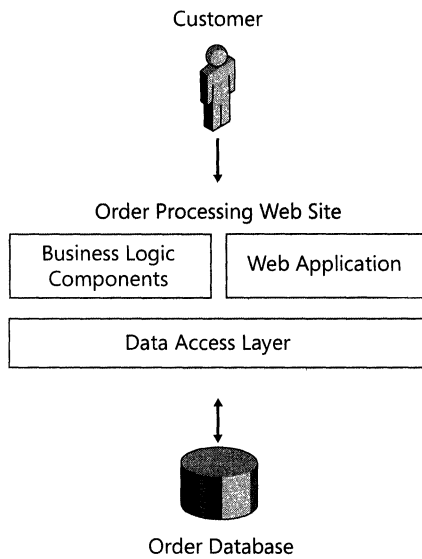 Customer
Order Processing Web Site
Business Logic
Components
Web Application
Data Access Layer
Order Database